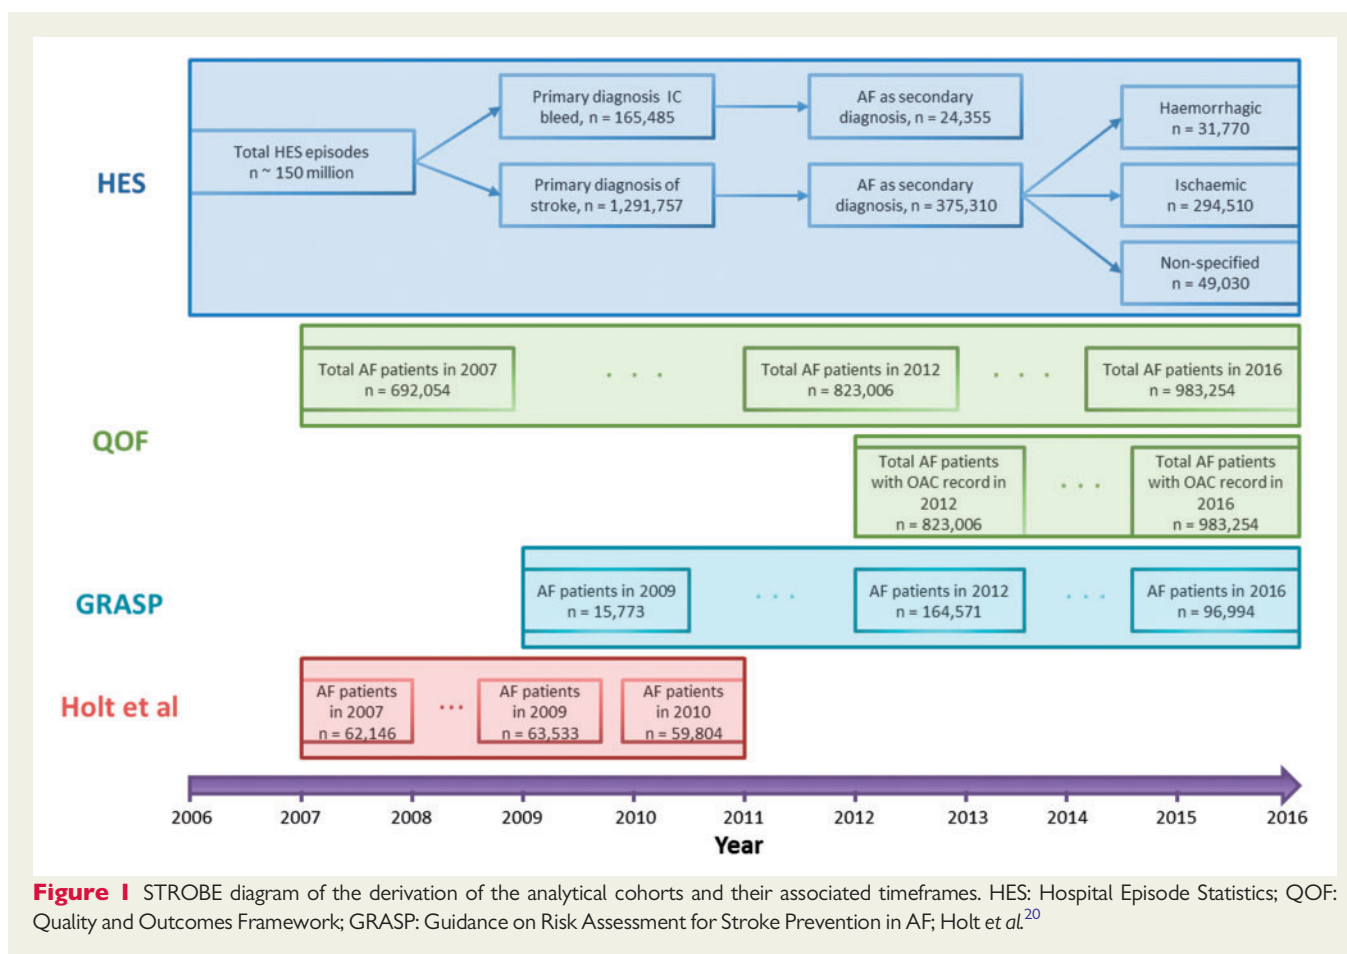 HES
Total HES episodes
n ~ 150 million
Primary diagnosis IC
bleed, n = 165,485
AF as secondary
diagnosis, n = 24,355
Primary diagnosis of
stroke, n = 1,291,757
AF as secondary
diagnosis, n = 375,310
Haemorrhagic
n = 31,770
Ischaemic
n = 294,510
Non-specified
n = 49,030
QOF
Total AF patients in 2007
n = 692,054
. . .
Total AF patients in 2012
n = 823,006
. . .
Total AF patients in 2016
n = 983,254
Total AF patients
with OAC record in
2012
n = 823,006
. . .
Total AF patients
with OAC record in
2016
n = 983,254
GRASP
AF patients in 2009
n = 15,773
. . .
AF patients in 2012
n = 164,571
. . .
AF patients in 2016
n = 96,994
Holt et al
AF patients
in 2007
n = 62,146
...
AF patients
in 2009
n = 63,533
AF patients
in 2010
n = 59,804
2006 2007 2008 2009 2010 2011 2012 2013 2014 2015 2016
Year
Figure 1 STROBE diagram of the derivation of the analytical cohorts and their associated timeframes. HES: Hospital Episode Statistics; QOF:
Quality and Outcomes Framework; GRASP: Guidance on Risk Assessment for Stroke Prevention in AF; Holt et al.20